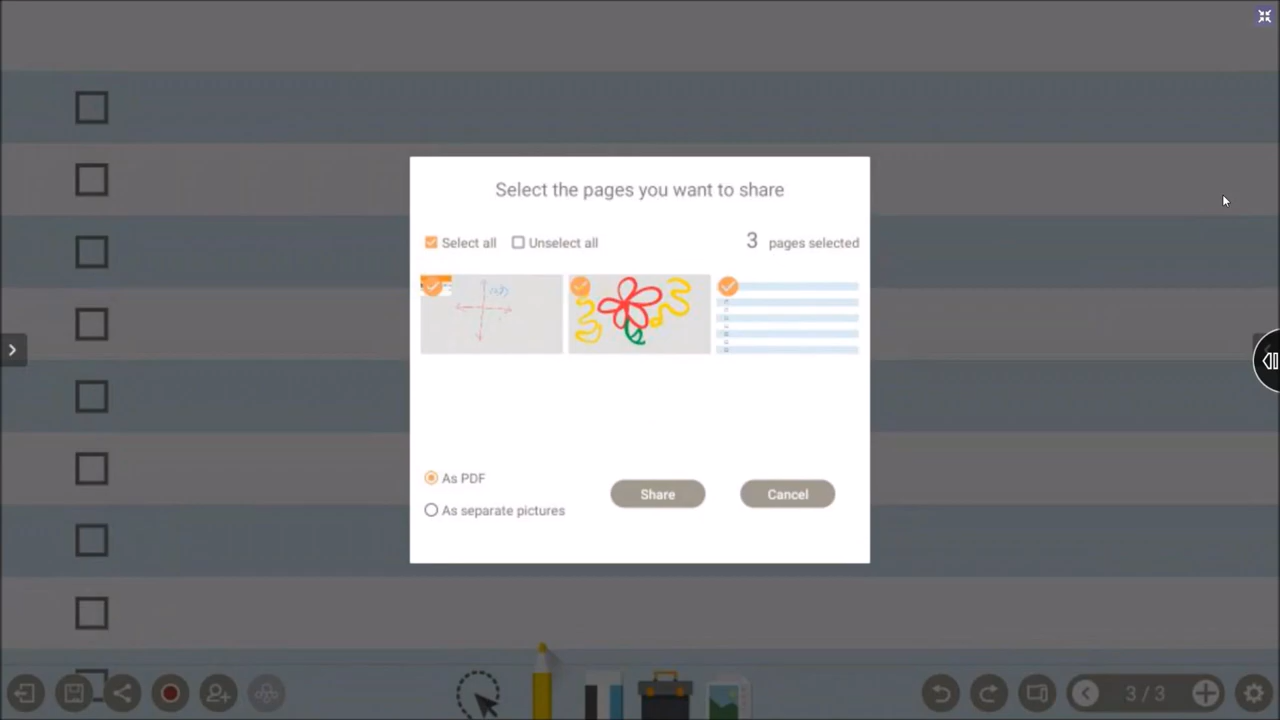 Select the pages you want to share
Select all Unselect all 3 pages selected
As PDF
Share Cancel
As separate pictures
3 / 3